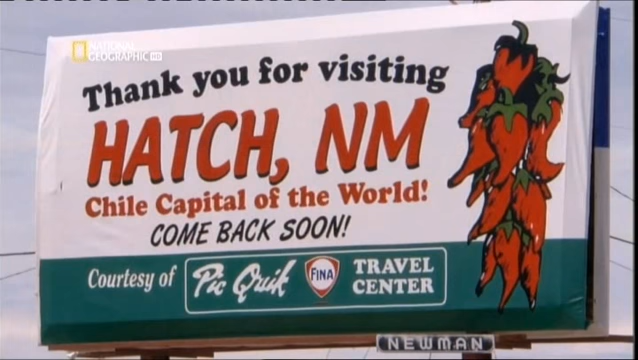 NATIONAL
GEOGRAPHIC HD
Thank you for visiting
HATCH, NM
Chile Capital of the World!
COME BACK SOON!
Courtesy of Pic Quik FINA TRAVEL
CENTER
NEWMAN